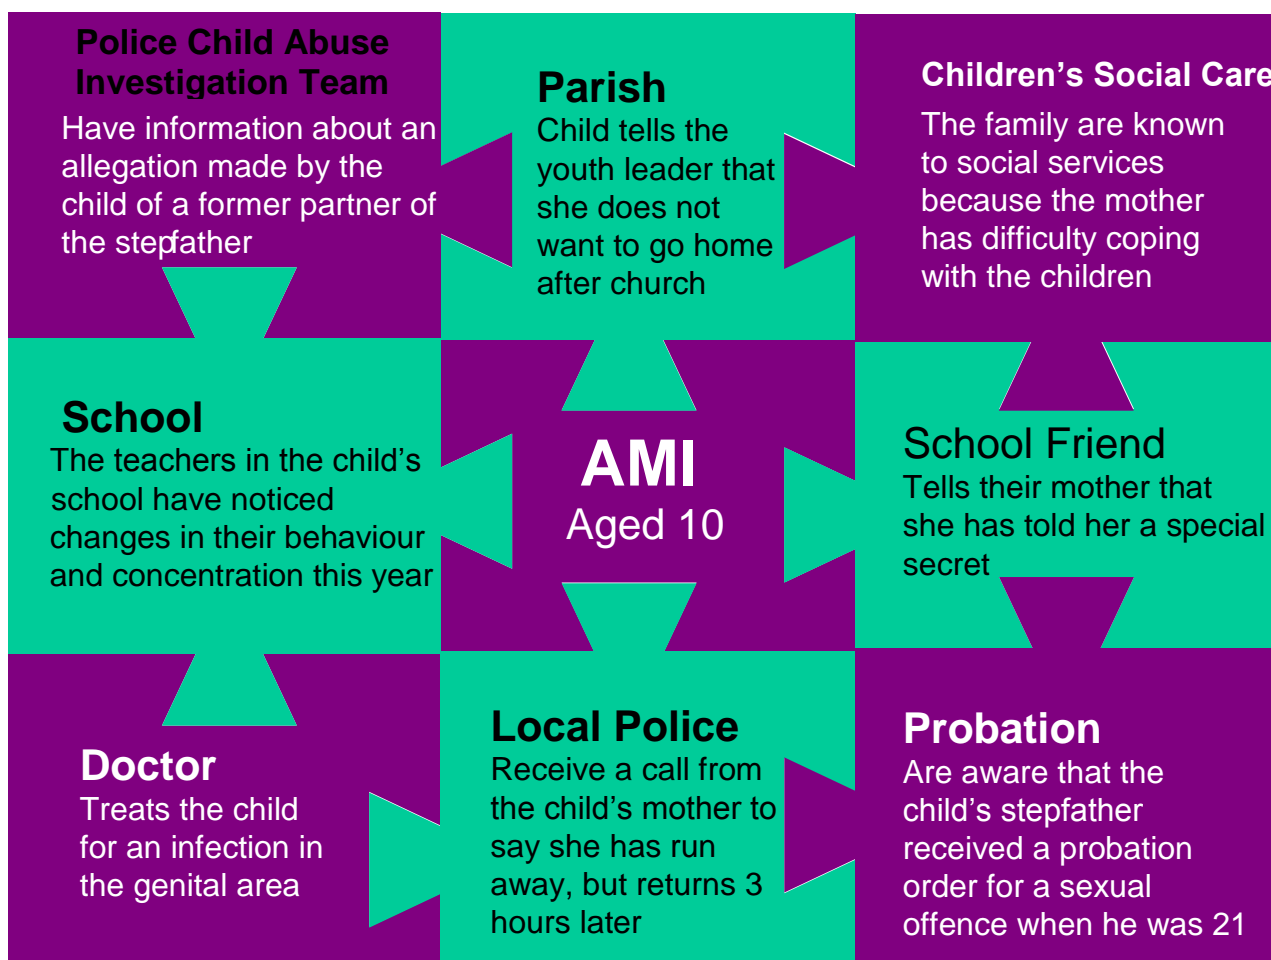 Police Child Abuse
Investigation Team
Have information about an
allegation made by the
child of a former partner of
the stepfather
Parish
Child tells the
youth leader that
she does not
want to go home
after church
Children's Social Care
The family are known
to social services
because the mother
has difficulty coping
with the children
School
The teachers in the child's
school have noticed
changes in their behaviour
and concentration this year
AMI
Aged 10
School Friend
Tells their mother that
she has told her a special
secret
Doctor
Treats the child
for an infection in
the genital area
Local Police
Receive a call from
the child's mother to
say she has run
away, but returns 3
hours later
Probation
Are aware that the
child's stepfather
received a probation
order for a sexual
offence when he was 21